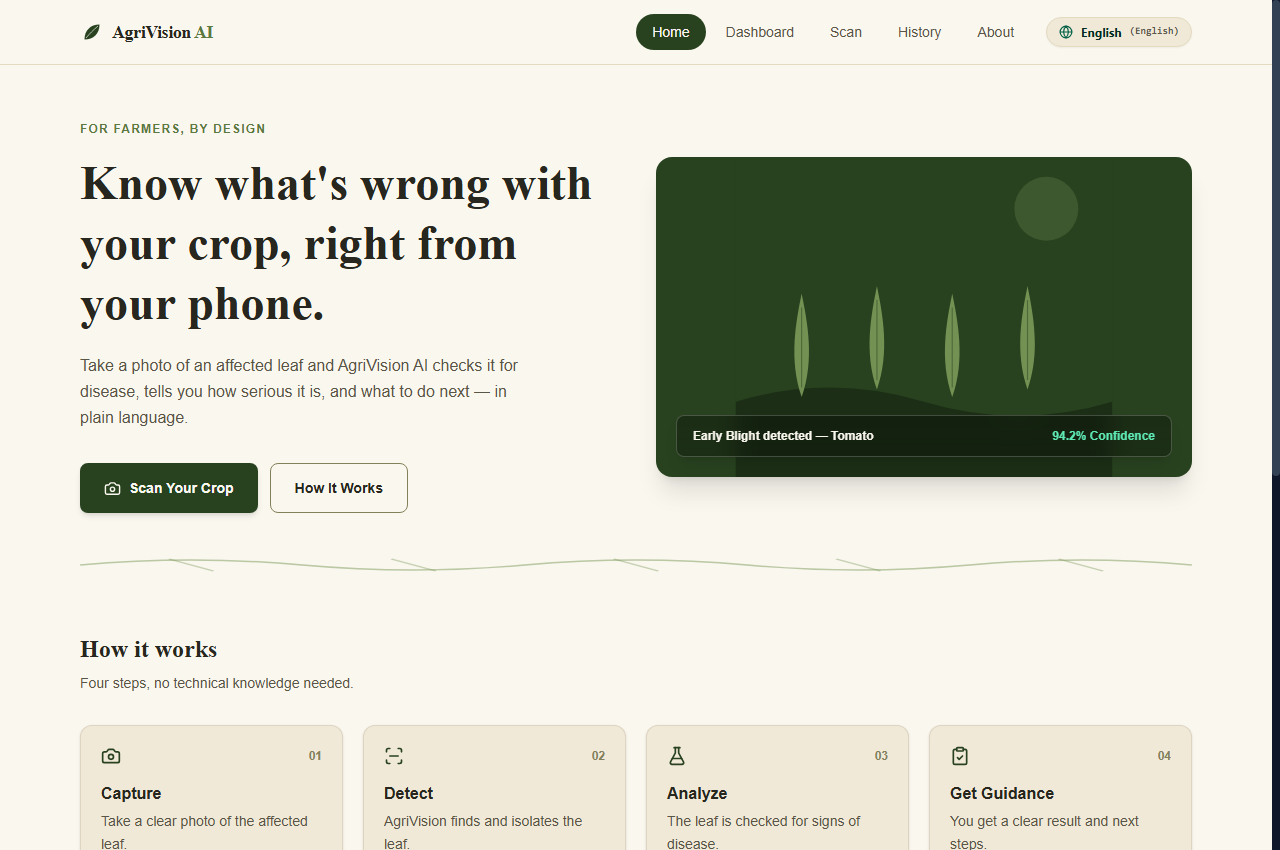 AgriVision AI
Home
Dashboard
Scan
History
About
English (English)
FOR FARMERS, BY DESIGN
Know what's wrong with
your crop, right from
your phone.
Take a photo of an affected leaf and AgriVision AI checks it for
disease, tells you how serious it is, and what to do next — in
plain language.
Scan Your Crop
How It Works
Early Blight detected — Tomato
94.2% Confidence
How it works
Four steps, no technical knowledge needed.
01
Capture
Take a clear photo of the affected
leaf.
02
Detect
AgriVision finds and isolates the
leaf.
03
Analyze
The leaf is checked for signs of
disease.
04
Get Guidance
You get a clear result and next
steps.